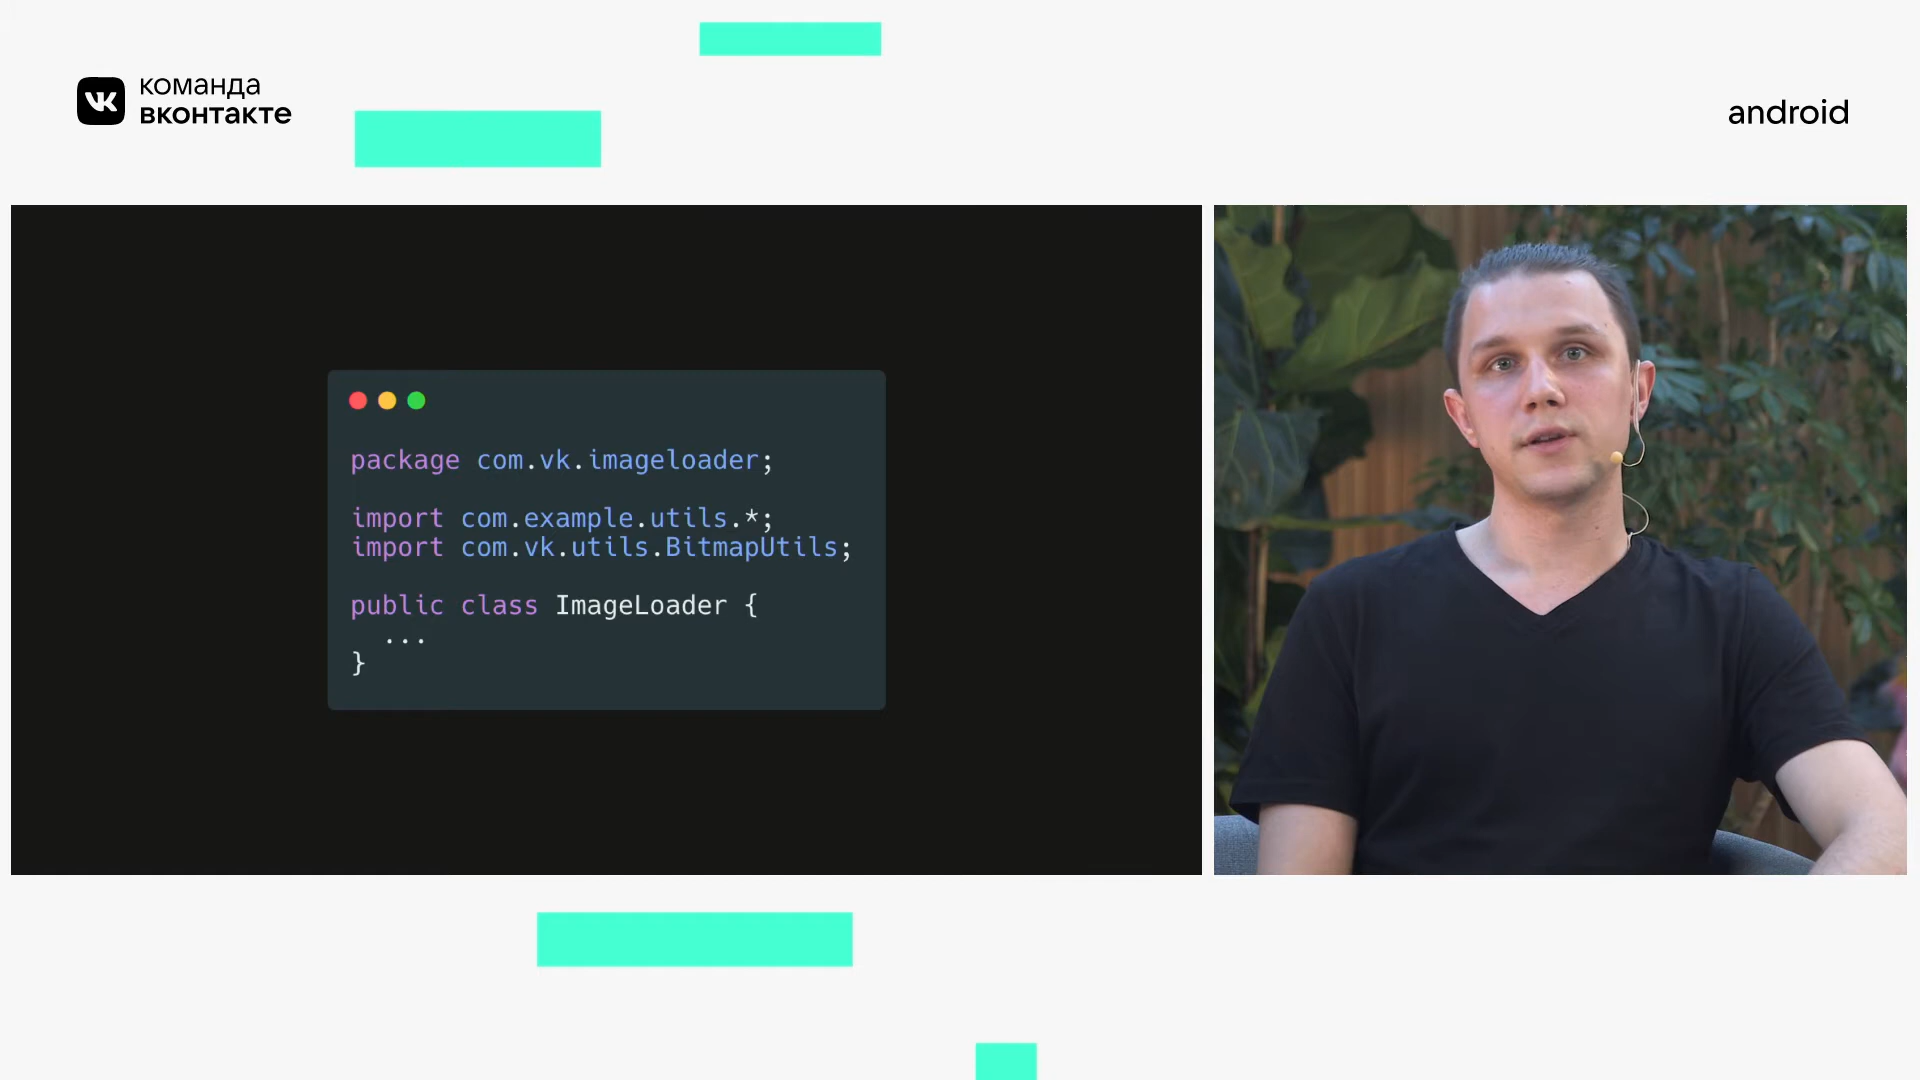 команда
вконтакте
android
package com.vk.imageloader;
import com.example.utils.*;
import com.vk.utils.BitmapUtils;
public class ImageLoader {
...
}